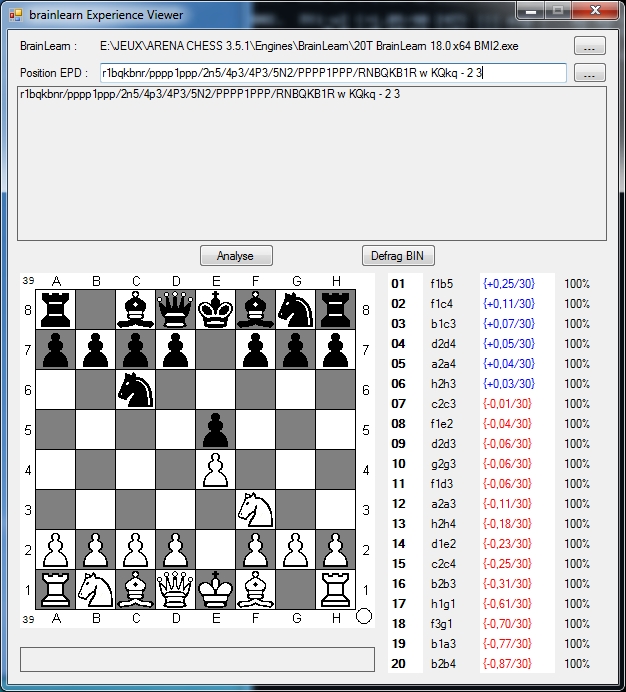 brainlearn Experience Viewer
BrainLearn : E:\JEUX\ARENA CHESS 3.5.1\Engines\BrainLearn\20T BrainLearn 18.0 x64 BMI2.exe ...
Position EPD : r1bqkbnr/pppp1ppp/2n5/4p3/4P3/5N2/PPPP1PPP/RNBQKB1R w KQkq - 2 3 ...
r1bqkbnr/pppp1ppp/2n5/4p3/4P3/5N2/PPPP1PPP/RNBQKB1R w KQkq - 2 3
Analyse Defrag BIN
39 A B C D E F G H
8 8
7 7
6 6
5 5
4 4
3 3
2 2
1 1
39 A B C D E F G H
01 f1b5 {+0,25/30} 100%
02 f1c4 {+0,11/30} 100%
03 b1c3 {+0,07/30} 100%
04 d2d4 {+0,05/30} 100%
05 a2a4 {+0,04/30} 100%
06 h2h3 {+0,03/30} 100%
07 c2c3 {-0,01/30} 100%
08 f1e2 {-0,04/30} 100%
09 d2d3 {-0,06/30} 100%
10 g2g3 {-0,06/30} 100%
11 f1d3 {-0,06/30} 100%
12 a2a3 {-0,11/30} 100%
13 h2h4 {-0,18/30} 100%
14 d1e2 {-0,23/30} 100%
15 c2c4 {-0,25/30} 100%
16 b2b3 {-0,31/30} 100%
17 h1g1 {-0,61/30} 100%
18 f3g1 {-0,70/30} 100%
19 b1a3 {-0,77/30} 100%
20 b2b4 {-0,87/30} 100%